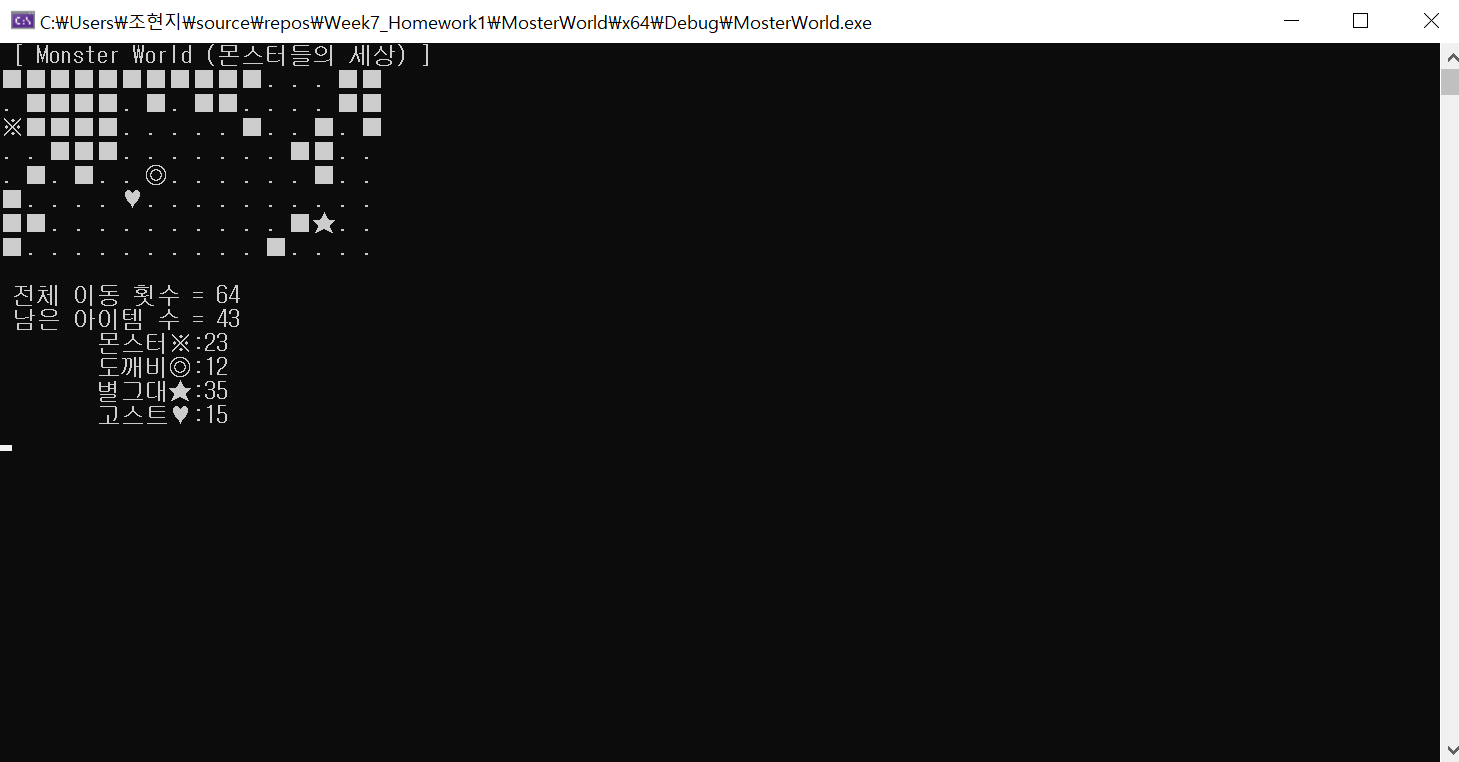 C:₩Users₩조현지₩source₩repos₩Week7_Homework1₩MosterWorld₩x64₩Debug₩MosterWorld.exe
[ Monster World (몬스터들의 세상) ]
■■■■■■■■■■■. . . ■■
. ■■■■. ■. ■■. . . . ■■
※■■■■. . . . . ■. . ■. ■
. . ■■■. . . . . . . ■■. .
. ■. ■. . ◎. . . . . . ■. .
■. . . . ♥. . . . . . . . . .
■■. . . . . . . . . . ■★. .
■. . . . . . . . . . ■. . . .
전체 이동 횟수 = 64
남은 아이템 수 = 43
몬스터※:23
도깨비◎:12
별그대★:35
고스트♥:15